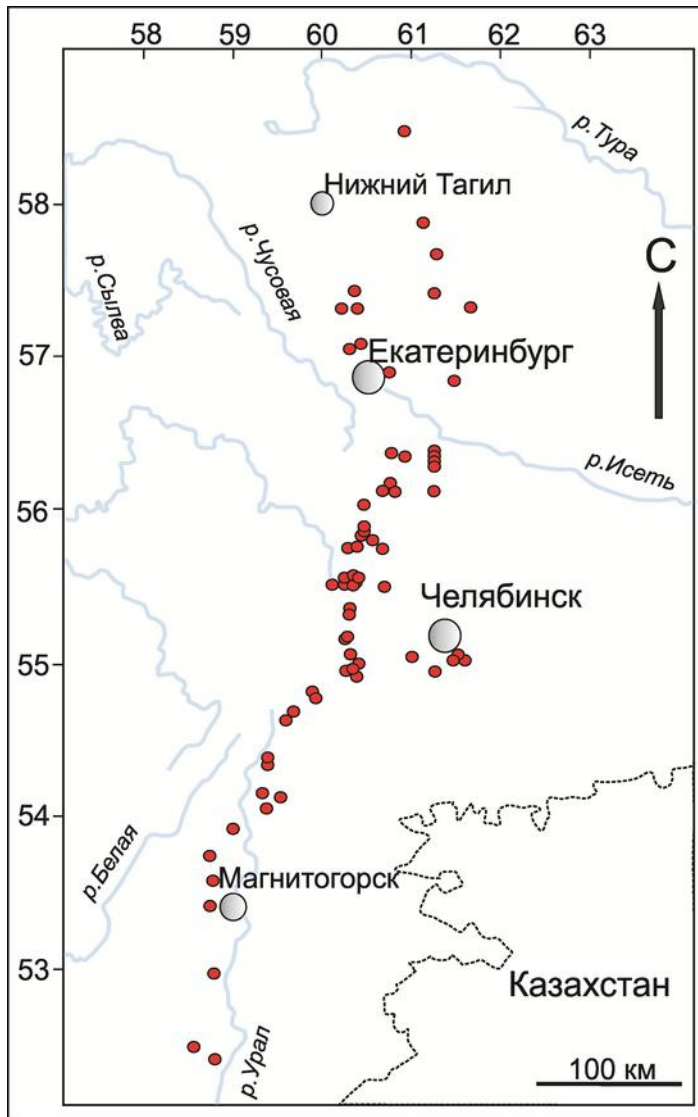 58 59 60 61 62 63
р.Тура
Нижний Тагил
58
р.Чусовая
С
р.Сылва
57
Екатеринбург
р.Исеть
56
Челябинск
55
54
р.Белая
Магнитогорск
53
Казахстан
р.Урал
100 км